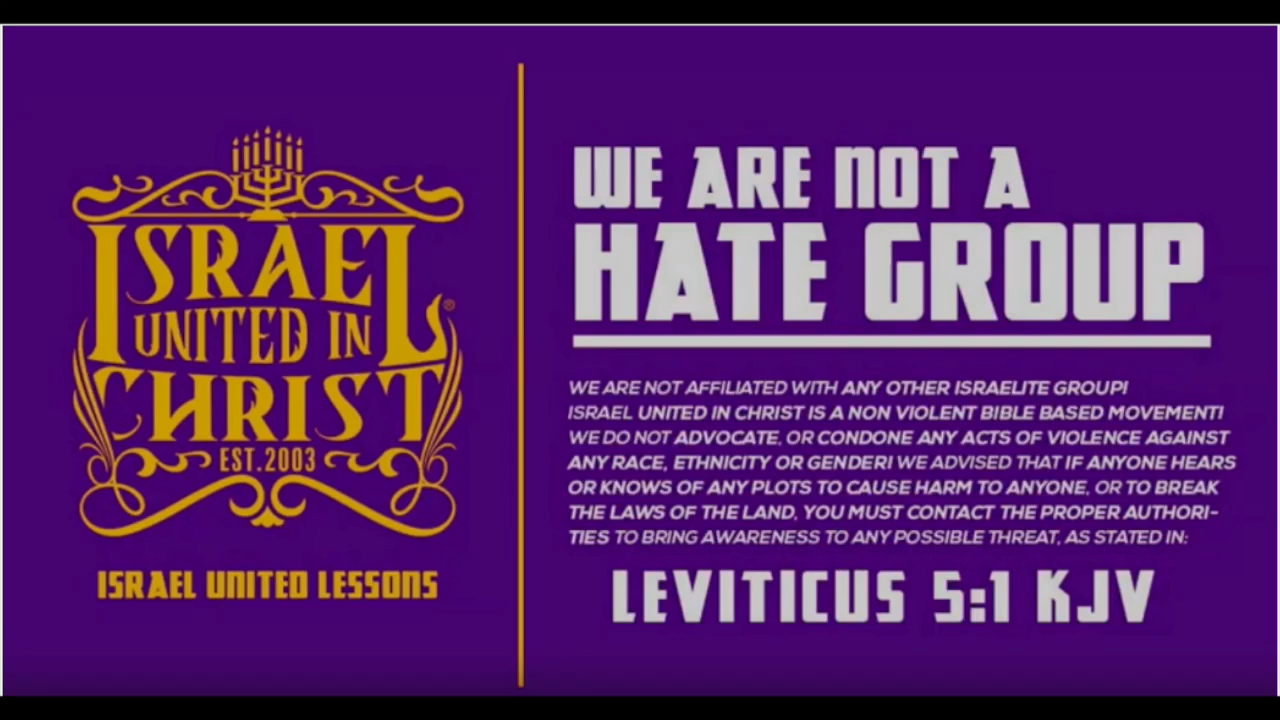 ISRAEL
UNITED IN
CHRIST
®
EST.2003
ISRAEL UNITED LESSONS
WE ARE NOT A
HATE GROUP
WE ARE NOT AFFILIATED WITH ANY OTHER ISRAELITE GROUP!
ISRAEL UNITED IN CHRIST IS A NON VIOLENT BIBLE BASED MOVEMENT!
WE DO NOT ADVOCATE, OR CONDONE ANY ACTS OF VIOLENCE AGAINST
ANY RACE, ETHNICITY OR GENDER! WE ADVISED THAT IF ANYONE HEARS
OR KNOWS OF ANY PLOTS TO CAUSE HARM TO ANYONE, OR TO BREAK
THE LAWS OF THE LAND, YOU MUST CONTACT THE PROPER AUTHORI-
TIES TO BRING AWARENESS TO ANY POSSIBLE THREAT, AS STATED IN:
LEVITICUS 5:1 KJV